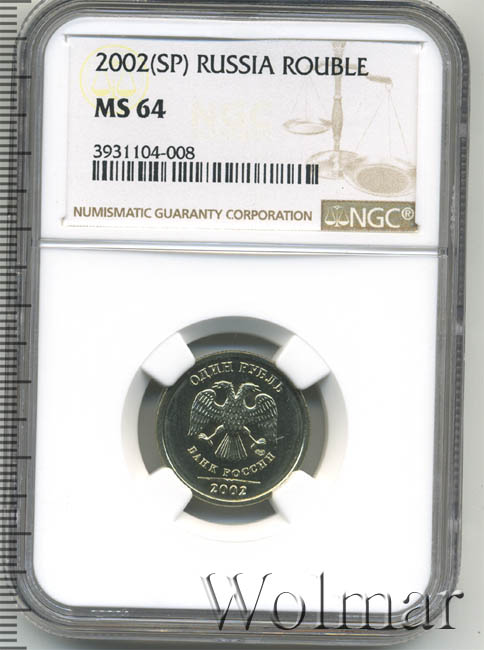 2002(SP) RUSSIA ROUBLE
MS 64
3931104-008
NUMISMATIC GUARANTY CORPORATION
NGC®
ОДИН РУБЛЬ
БАНК РОССИИ
2002
Wolmar